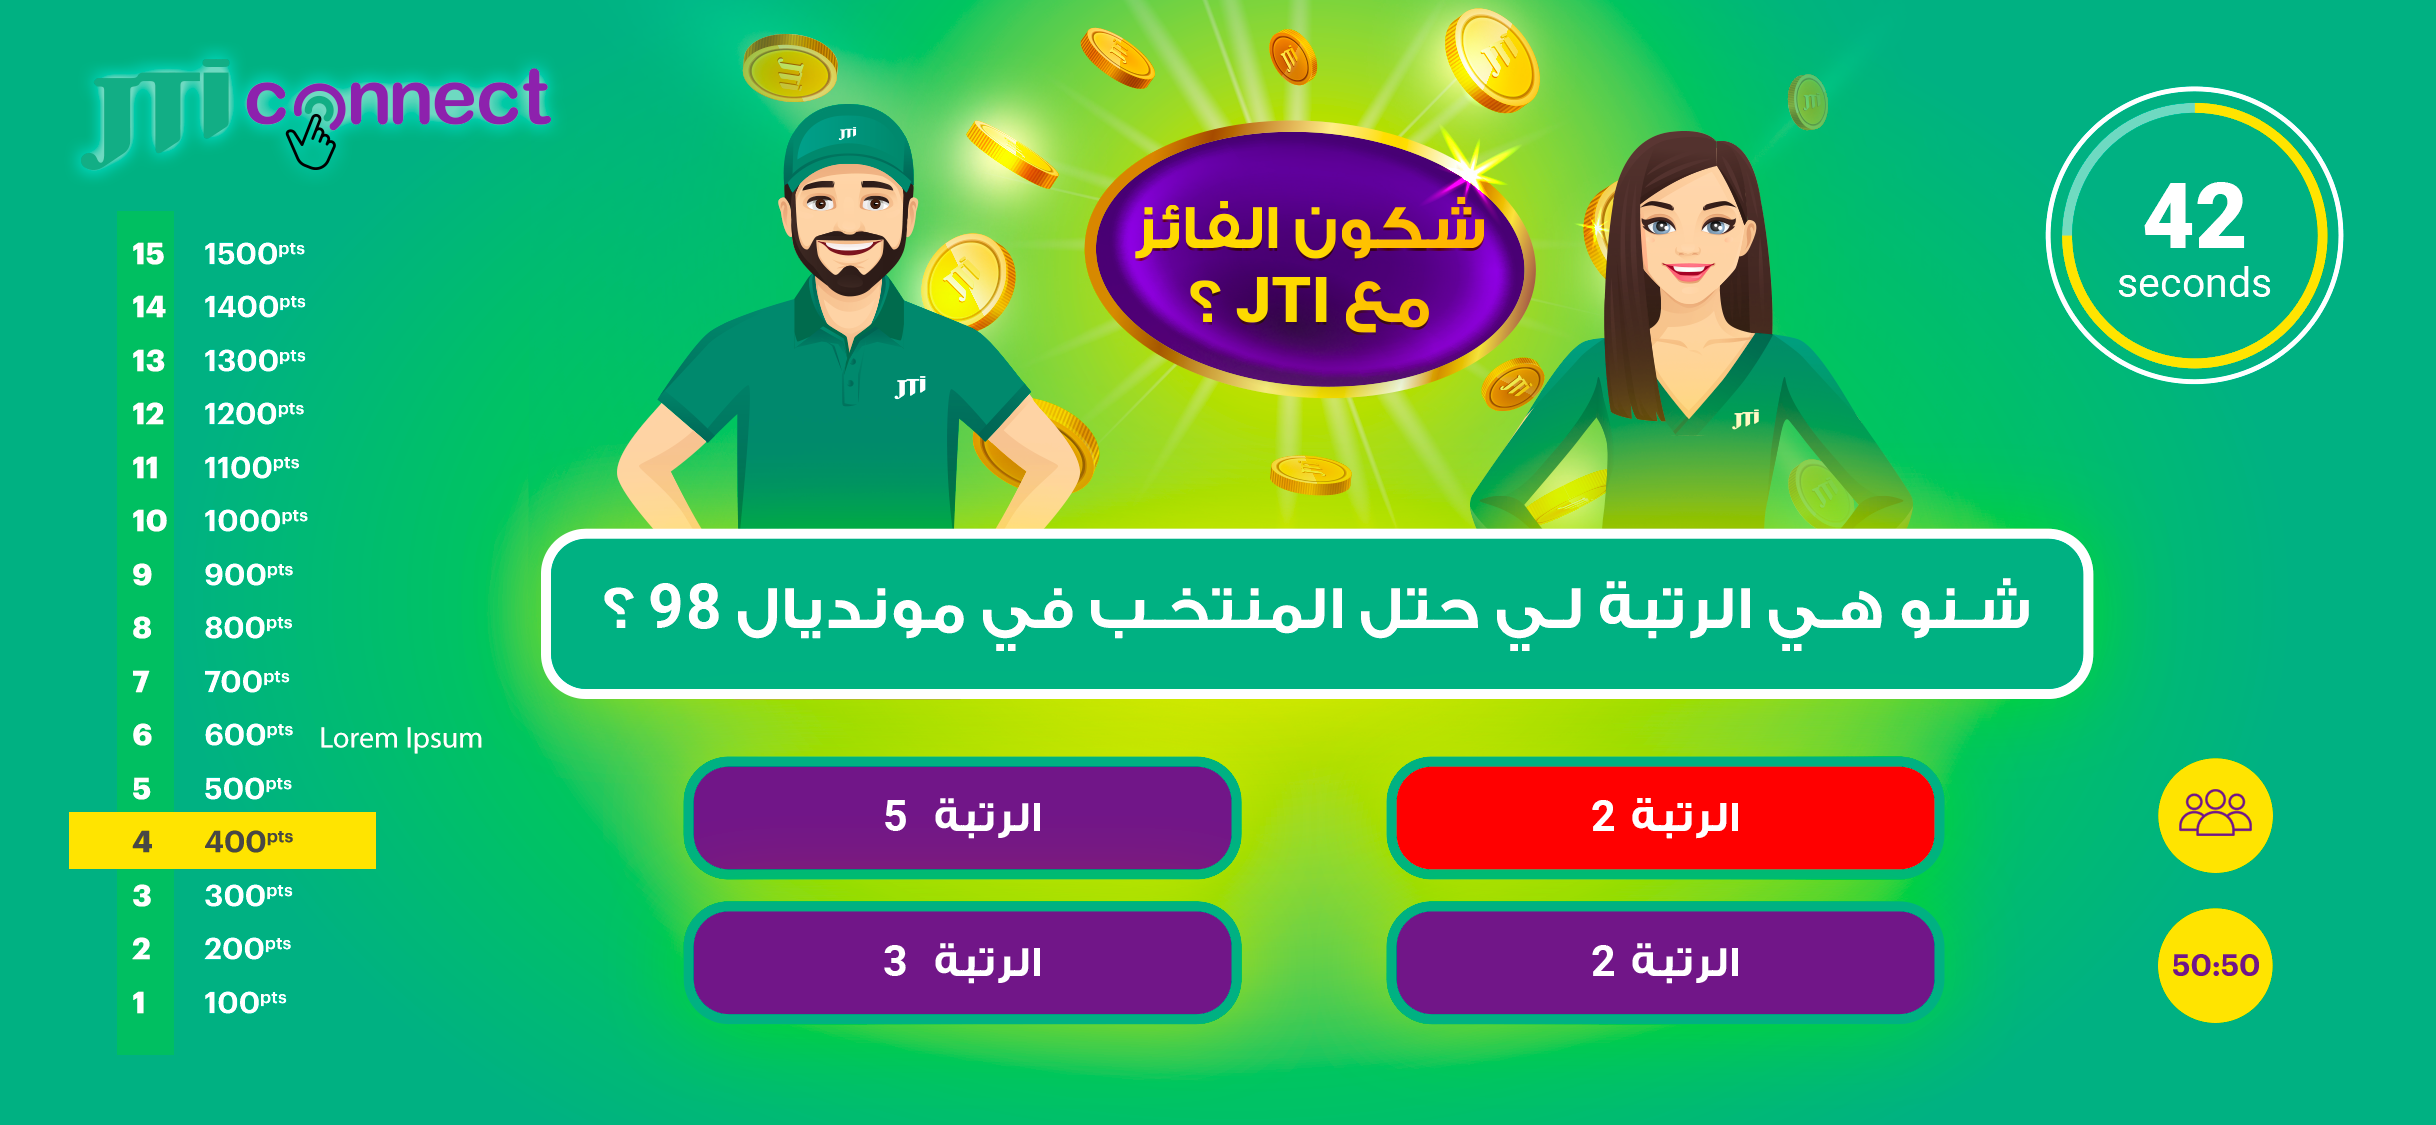 JTi connect
شكون الفائز
مع JTI ؟
42
seconds
15 1500pts
14 1400pts
13 1300pts
12 1200pts
11 1100pts
10 1000pts
9 900pts
8 800pts
7 700pts
6 600pts Lorem Ipsum
5 500pts
4 400pts
3 300pts
2 200pts
1 100pts
JTi
JTi
JTi
شنو هي الرتبة لي حتل المنتخب في مونديال 98 ؟
الرتبة 2
الرتبة 5
الرتبة 2
الرتبة 3
50:50